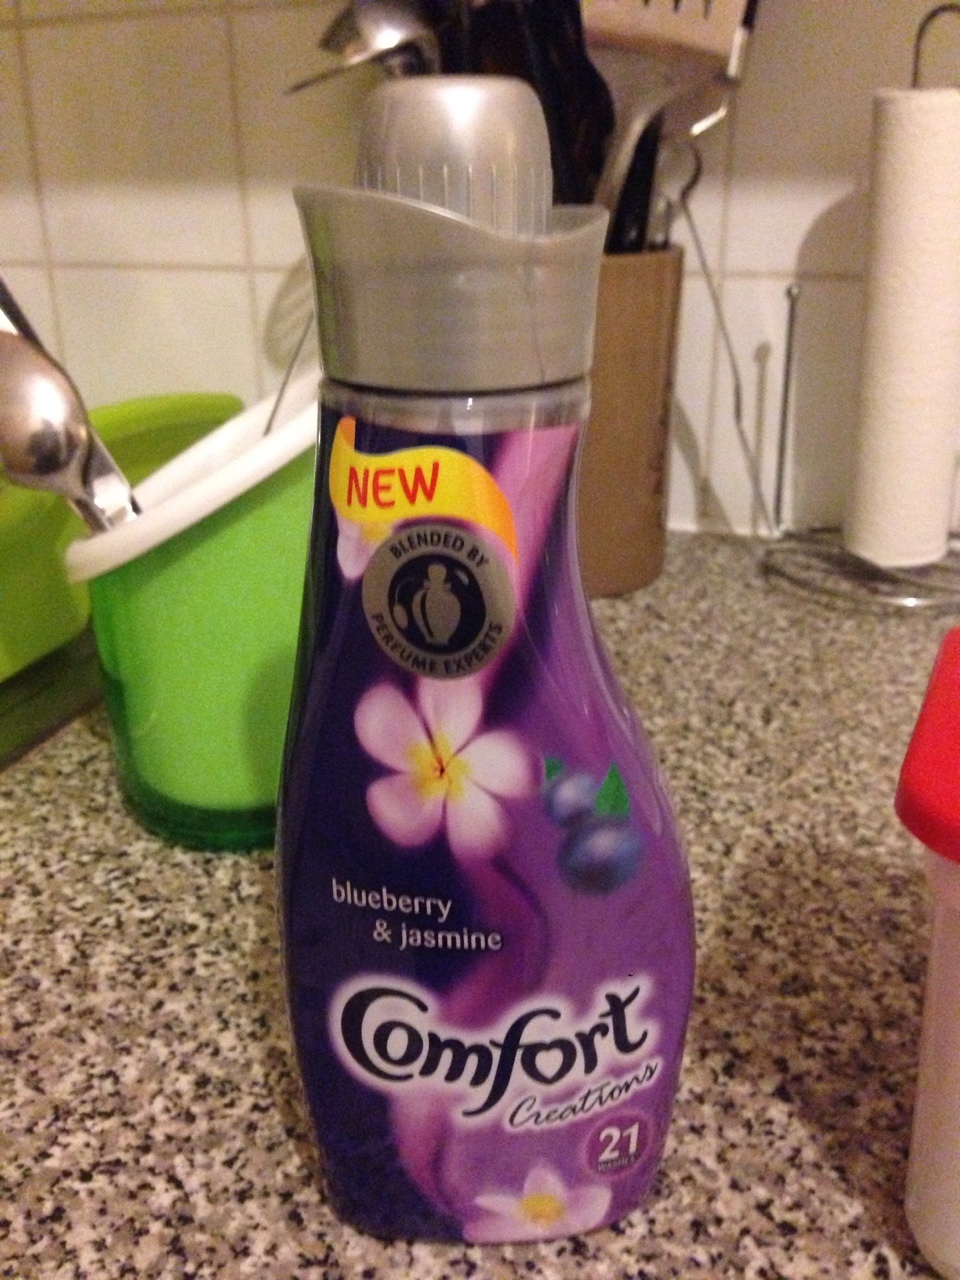 NEW
BLENDED BY
PERFUME EXPERTS
blueberry
& jasmine
Comfort
Creations
21